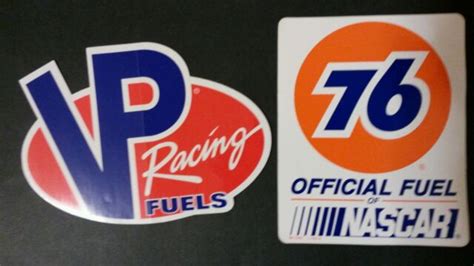 VP
Racing
FUELS
76
OFFICIAL FUEL
OF
NASCAR